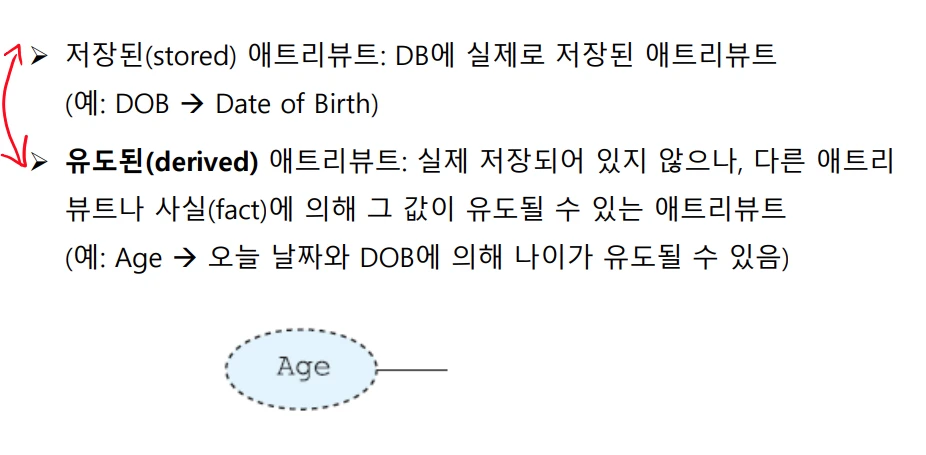 ➢ 저장된(stored) 애트리뷰트: DB에 실제로 저장된 애트리뷰트
(예: DOB → Date of Birth)
➢ 유도된(derived) 애트리뷰트: 실제 저장되어 있지 않으나, 다른 애트리
뷰트나 사실(fact)에 의해 그 값이 유도될 수 있는 애트리뷰트
(예: Age → 오늘 날짜와 DOB에 의해 나이가 유도될 수 있음)
Age